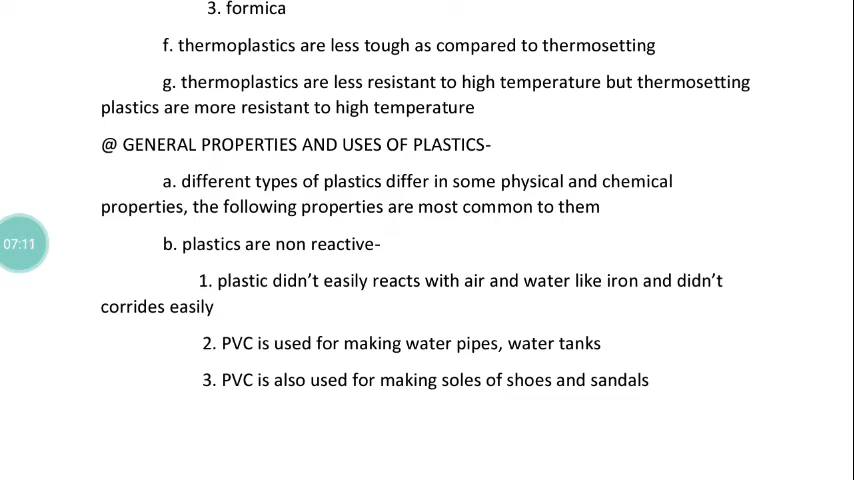 3. formica
f. thermoplastics are less tough as compared to thermosetting
g. thermoplastics are less resistant to high temperature but thermosetting
plastics are more resistant to high temperature
@ GENERAL PROPERTIES AND USES OF PLASTICS-
a. different types of plastics differ in some physical and chemical
properties, the following properties are most common to them
b. plastics are non reactive-
07:11
1. plastic didn’t easily reacts with air and water like iron and didn’t
corrides easily
2. PVC is used for making water pipes, water tanks
3. PVC is also used for making soles of shoes and sandals